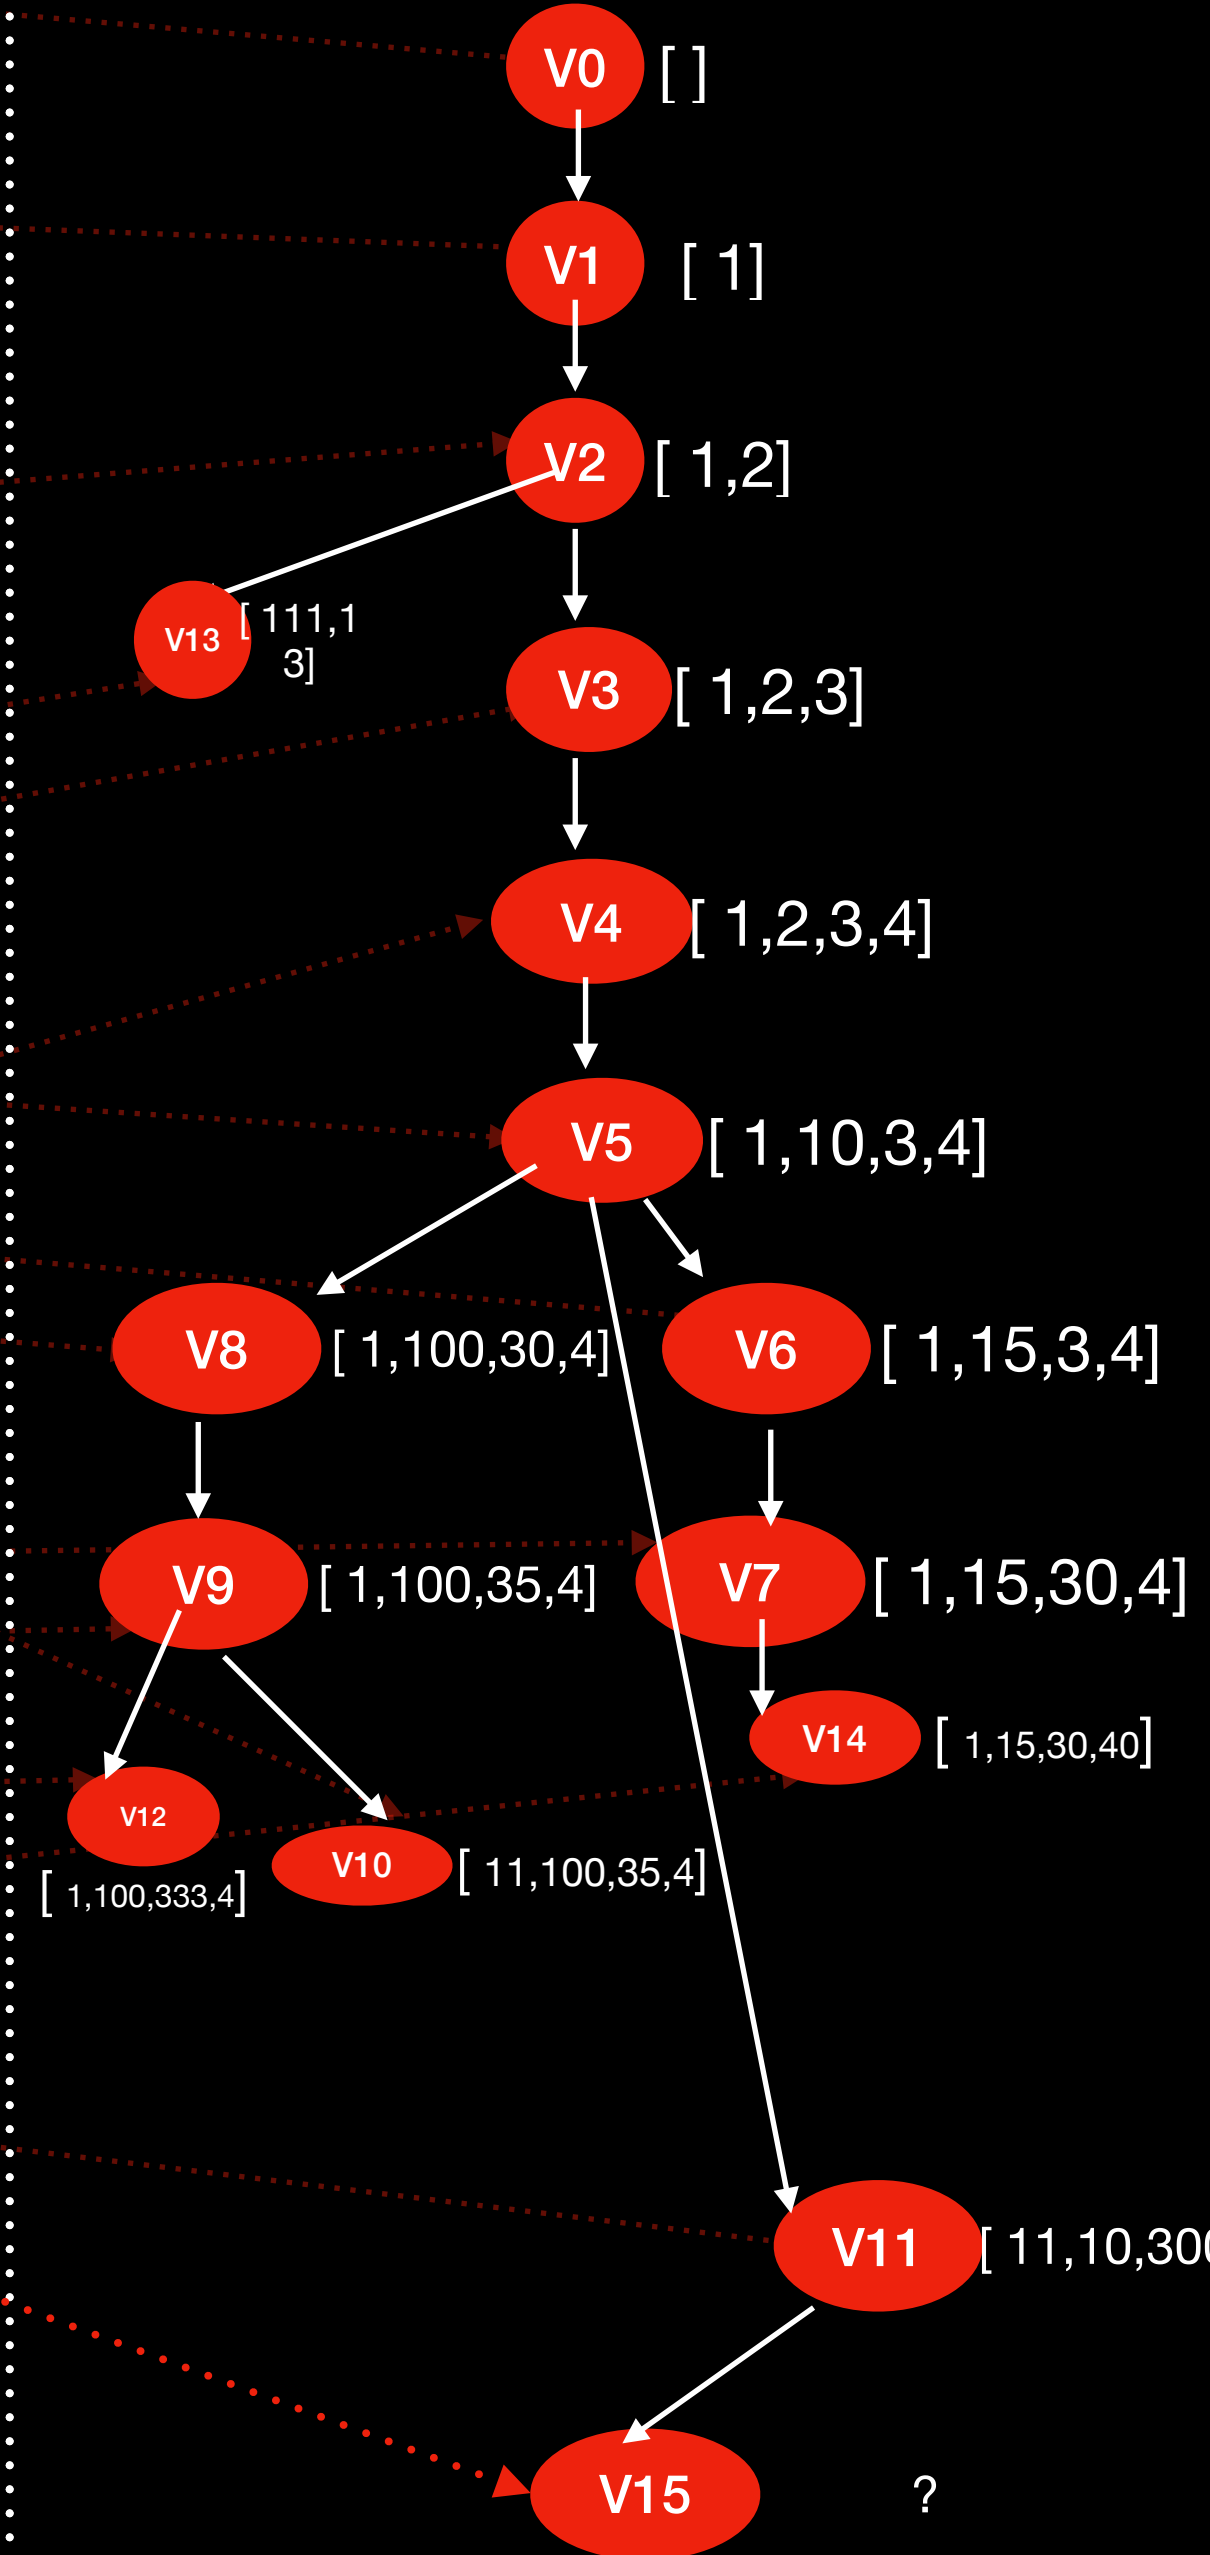 V0 [ ]
V1 [ 1]
V2 [ 1,2]
V13 [ 111,1
3]
V3 [ 1,2,3]
V4 [ 1,2,3,4]
V5 [ 1,10,3,4]
V8 [ 1,100,30,4] V6 [ 1,15,3,4]
V9 [ 1,100,35,4] V7 [ 1,15,30,4]
V14 [ 1,15,30,40]
V12
V10 [ 11,100,35,4]
[ 1,100,333,4]
V11 [ 11,10,300
V15 ?